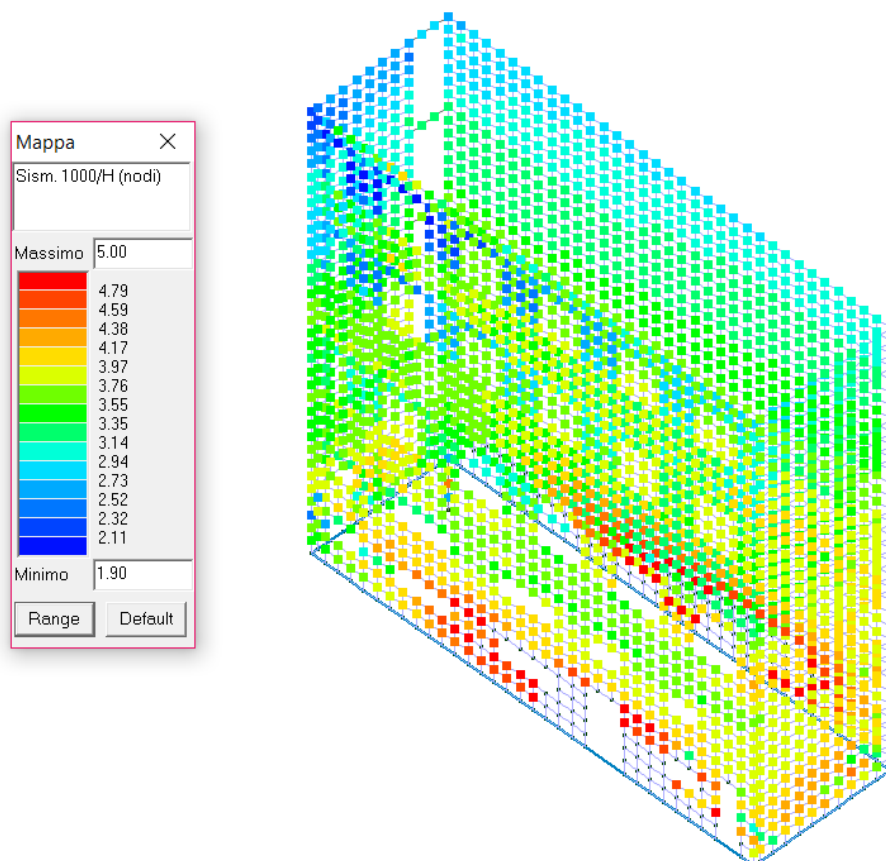 Mappa
Sism. 1000/H (nodi)
Massimo 5.00
4.79
4.59
4.38
4.17
3.97
3.76
3.55
3.35
3.14
2.94
2.73
2.52
2.32
2.11
Minimo 1.90
Range Default